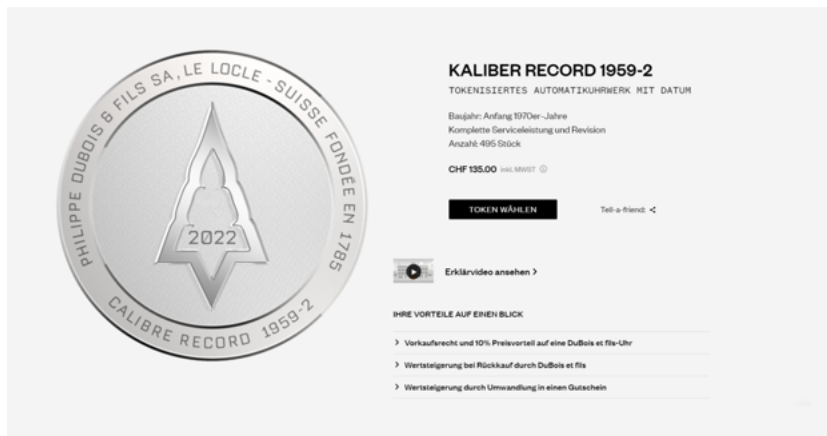 PHILIPPE DUBOIS & FILS SA, LE LOCLE - SUISSE FONDÉE EN 1785
2022
CALIBRE RECORD 1959-2
KALIBER RECORD 1959-2
TOKENISIERTES AUTOMATIKUHRWERK MIT DATUM
Baujahr: Anfang 1970er-Jahre
Komplette Serviceleistung und Revision
Anzahl: 495 Stück
CHF 135.00 inkl. MWST
TOKEN WÄHLEN
Tell-a-friend:
Erklärvideo ansehen
IHRE VORTEILE AUF EINEN BLICK
Vorkaufsrecht und 10% Preisvorteil auf eine DuBois et fils-Uhr
Wertsteigerung bei Rückkauf durch DuBois et fils
Wertsteigerung durch Umwandlung in einen Gutschein